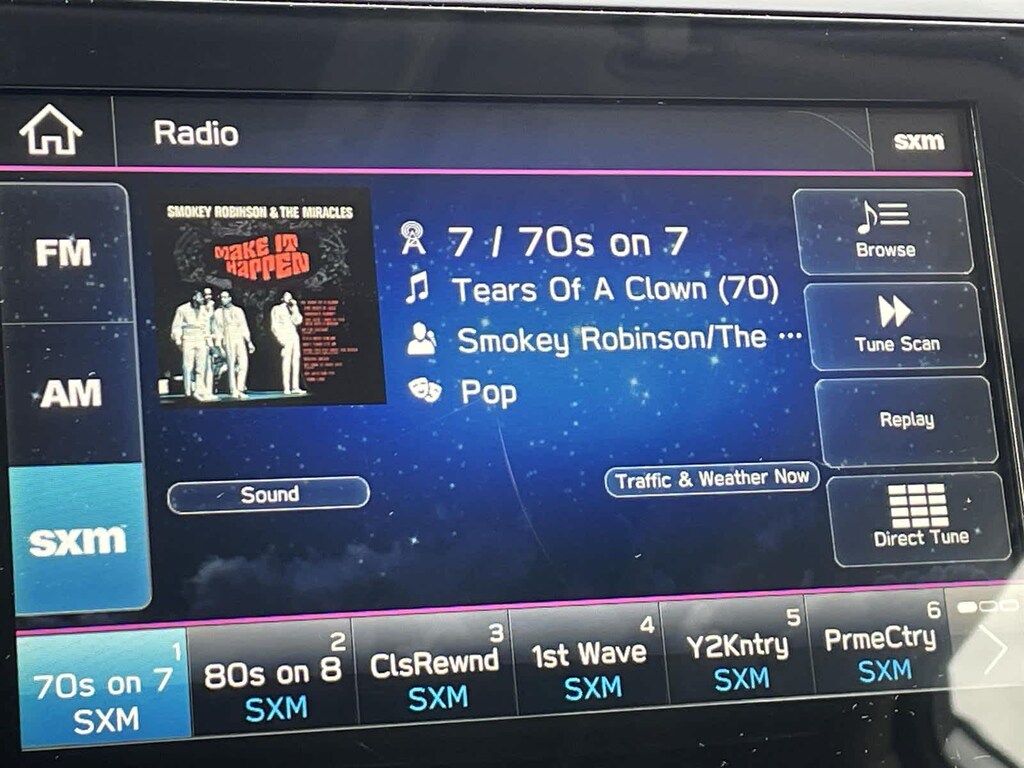 Radio
sxm
FM
AM
sxm
SMOKEY ROBINSON & THE MIRACLES
MAKE IT
HAPPEN
7 / 70s on 7
Tears Of A Clown (70)
Smokey Robinson/The ···
Pop
Sound
Traffic & Weather Now
Browse
Tune Scan
Replay
Direct Tune
1
70s on 7
SXM
2
80s on 8
SXM
3
ClsRewnd
SXM
4
1st Wave
SXM
5
Y2Kntry
SXM
6
PrmeCtry
SXM